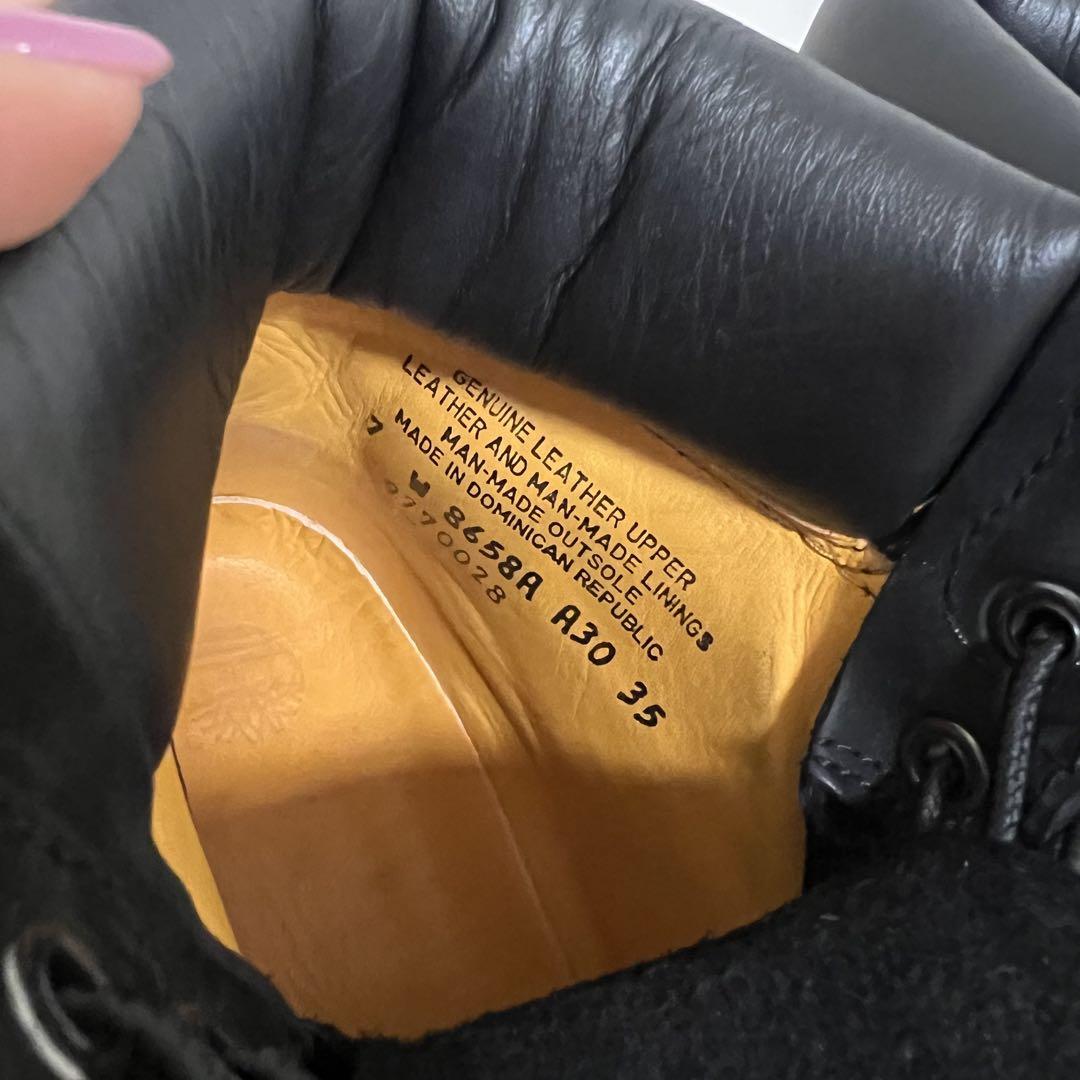 GENUINE LEATHER UPPER
LEATHER AND MAN-MADE LININGS
MAN-MADE OUTSOLE
MADE IN DOMINICAN REPUBLIC
7 W 8658A A30 35
0770028